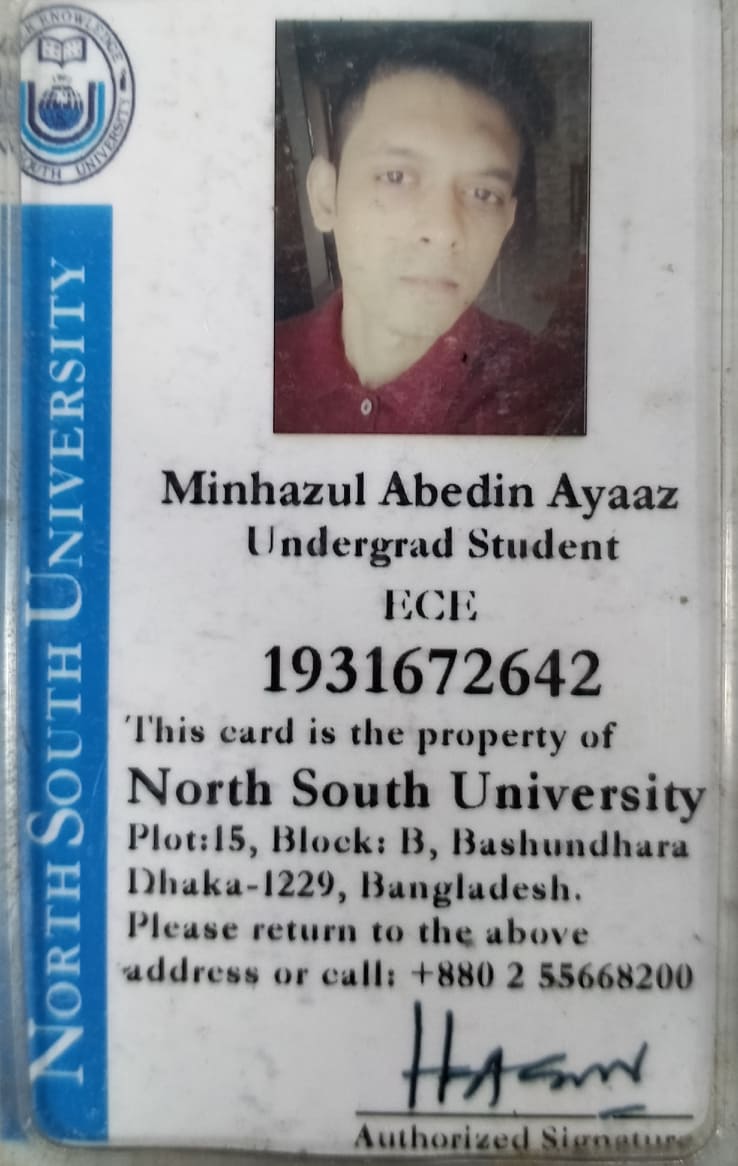 K KNOWLEDGE
SOUTH UNIVERSITY
NORTH SOUTH UNIVERSITY
Minhazul Abedin Ayaaz
Undergrad Student
ECE
1931672642
This card is the property of
North South University
Plot:15, Block: B, Bashundhara
Dhaka-1229, Bangladesh.
Please return to the above
address or call: +880 2 55668200
Authorized Signature